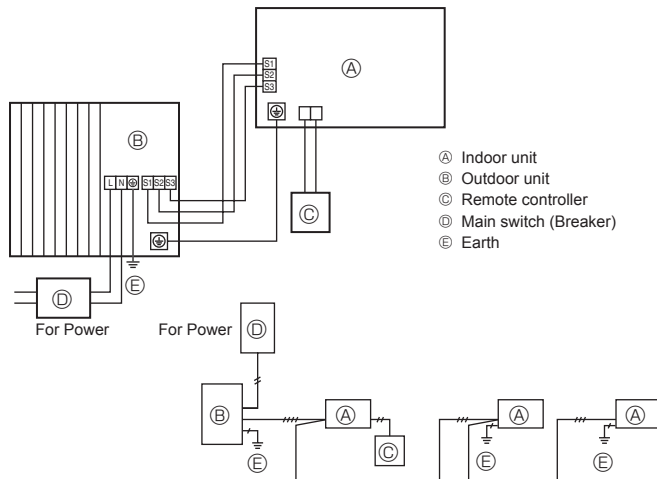 S1
S2
S3
Ⓐ
Ⓑ
L N S1 S2 S3
Ⓒ
Ⓐ Indoor unit
Ⓑ Outdoor unit
Ⓒ Remote controller
Ⓓ Main switch (Breaker)
Ⓔ Earth
Ⓔ
Ⓓ
For Power
For Power Ⓓ
Ⓑ Ⓐ Ⓐ Ⓐ
Ⓒ
Ⓔ Ⓔ Ⓔ